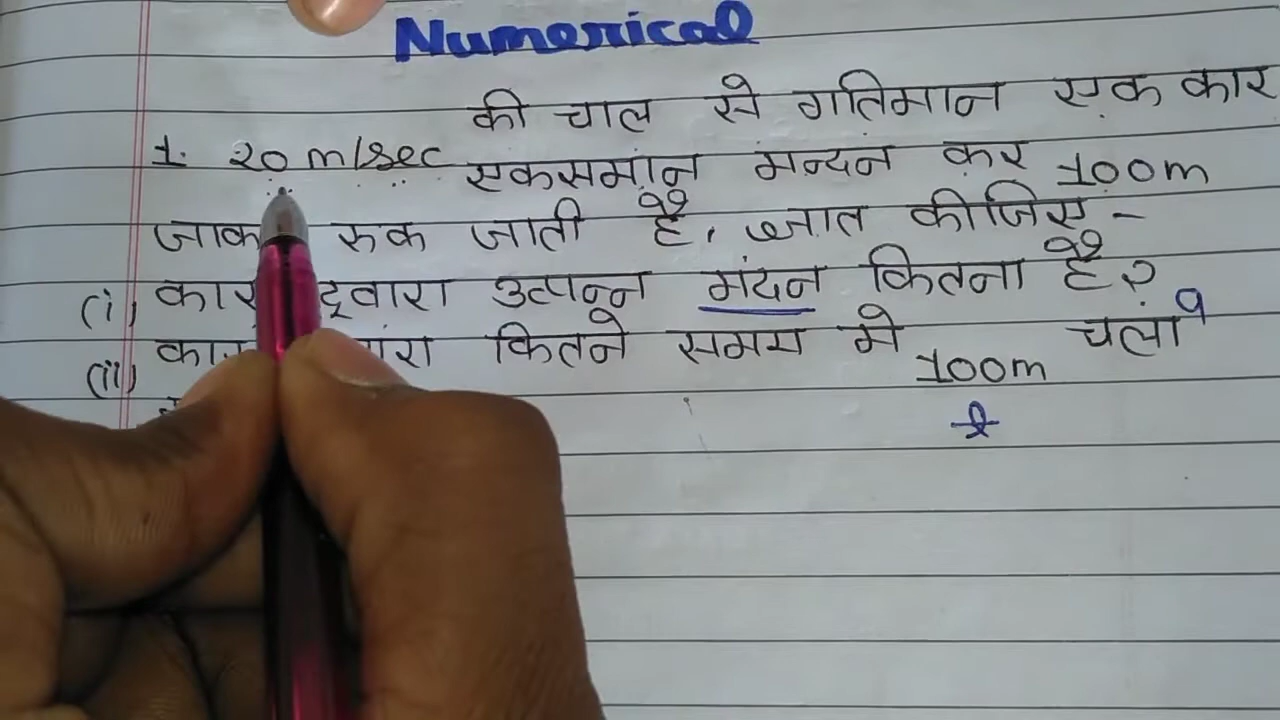 Numerical
1. 20 m/sec की चाल से गतिमान एक कार
एकसमान मन्दन कर 100m
जाक रुक जाती है, ज्ञात कीजिए -
(i) कार द्वारा उत्पन्न मंदन कितना है?
(ii) कितने समय मे 100m चला